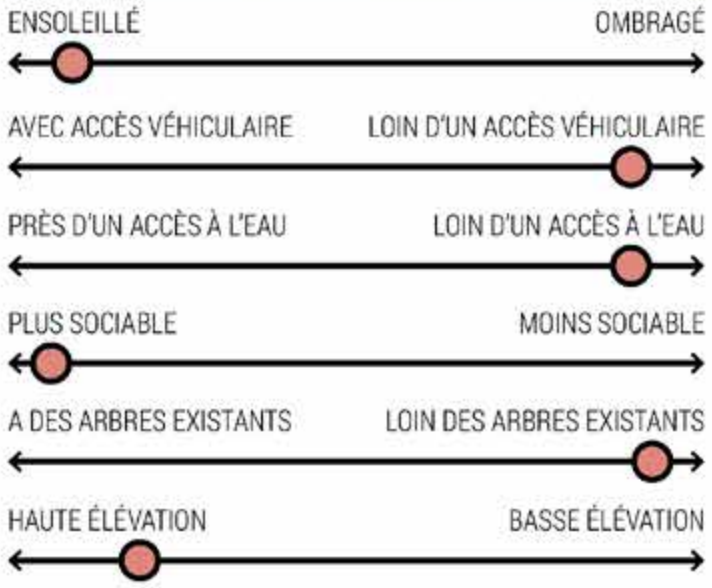 ENSOLEILLÉ OMBRAGÉ
AVEC ACCÈS VÉHICULAIRE LOIN D'UN ACCÈS VÉHICULAIRE
PRÈS D'UN ACCÈS À L'EAU LOIN D'UN ACCÈS À L'EAU
PLUS SOCIABLE MOINS SOCIABLE
A DES ARBRES EXISTANTS LOIN DES ARBRES EXISTANTS
HAUTE ÉLÉVATION BASSE ÉLÉVATION